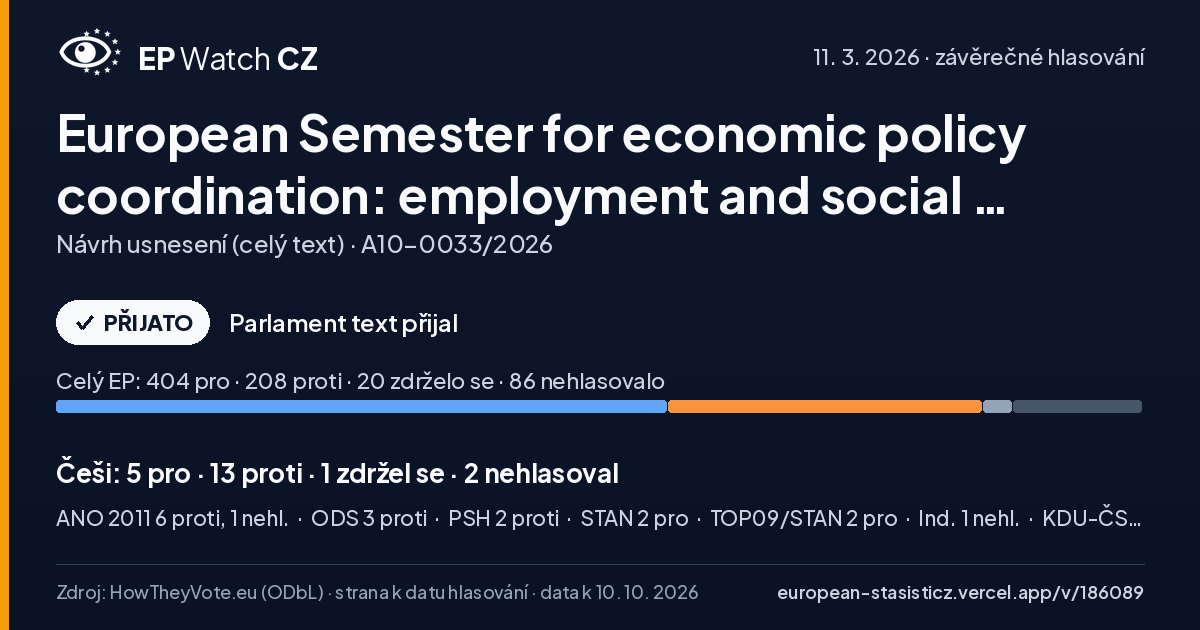 EP Watch CZ
11. 3. 2026 · závěrečné hlasování
European Semester for economic policy
coordination: employment and social …
Návrh usnesení (celý text) · A10-0033/2026
✓ PŘIJATO
Parlament text přijal
Celý EP: 404 pro · 208 proti · 20 zdrželo se · 86 nehlasovalo
Češi: 5 pro · 13 proti · 1 zdržel se · 2 nehlasoval
ANO 2011 6 proti, 1 nehl. · ODS 3 proti · PSH 2 proti · STAN 2 pro · TOP09/STAN 2 pro · Ind. 1 nehl. · KDU-ČS…
Zdroj: HowTheyVote.eu (ODbL) · strana k datu hlasování · data k 10. 10. 2026
european-stasisticz.vercel.app/v/186089